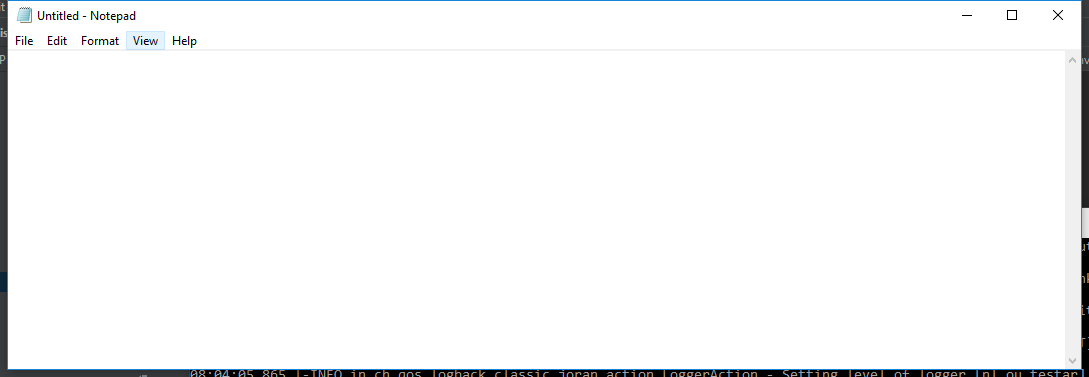 Untitled - Notepad
File Edit Format View Help
08:04:05,865 |-INFO in ch.qos.logback.classic.joran.action.LoggerAction - Setting level of logger [nl.ou.testar